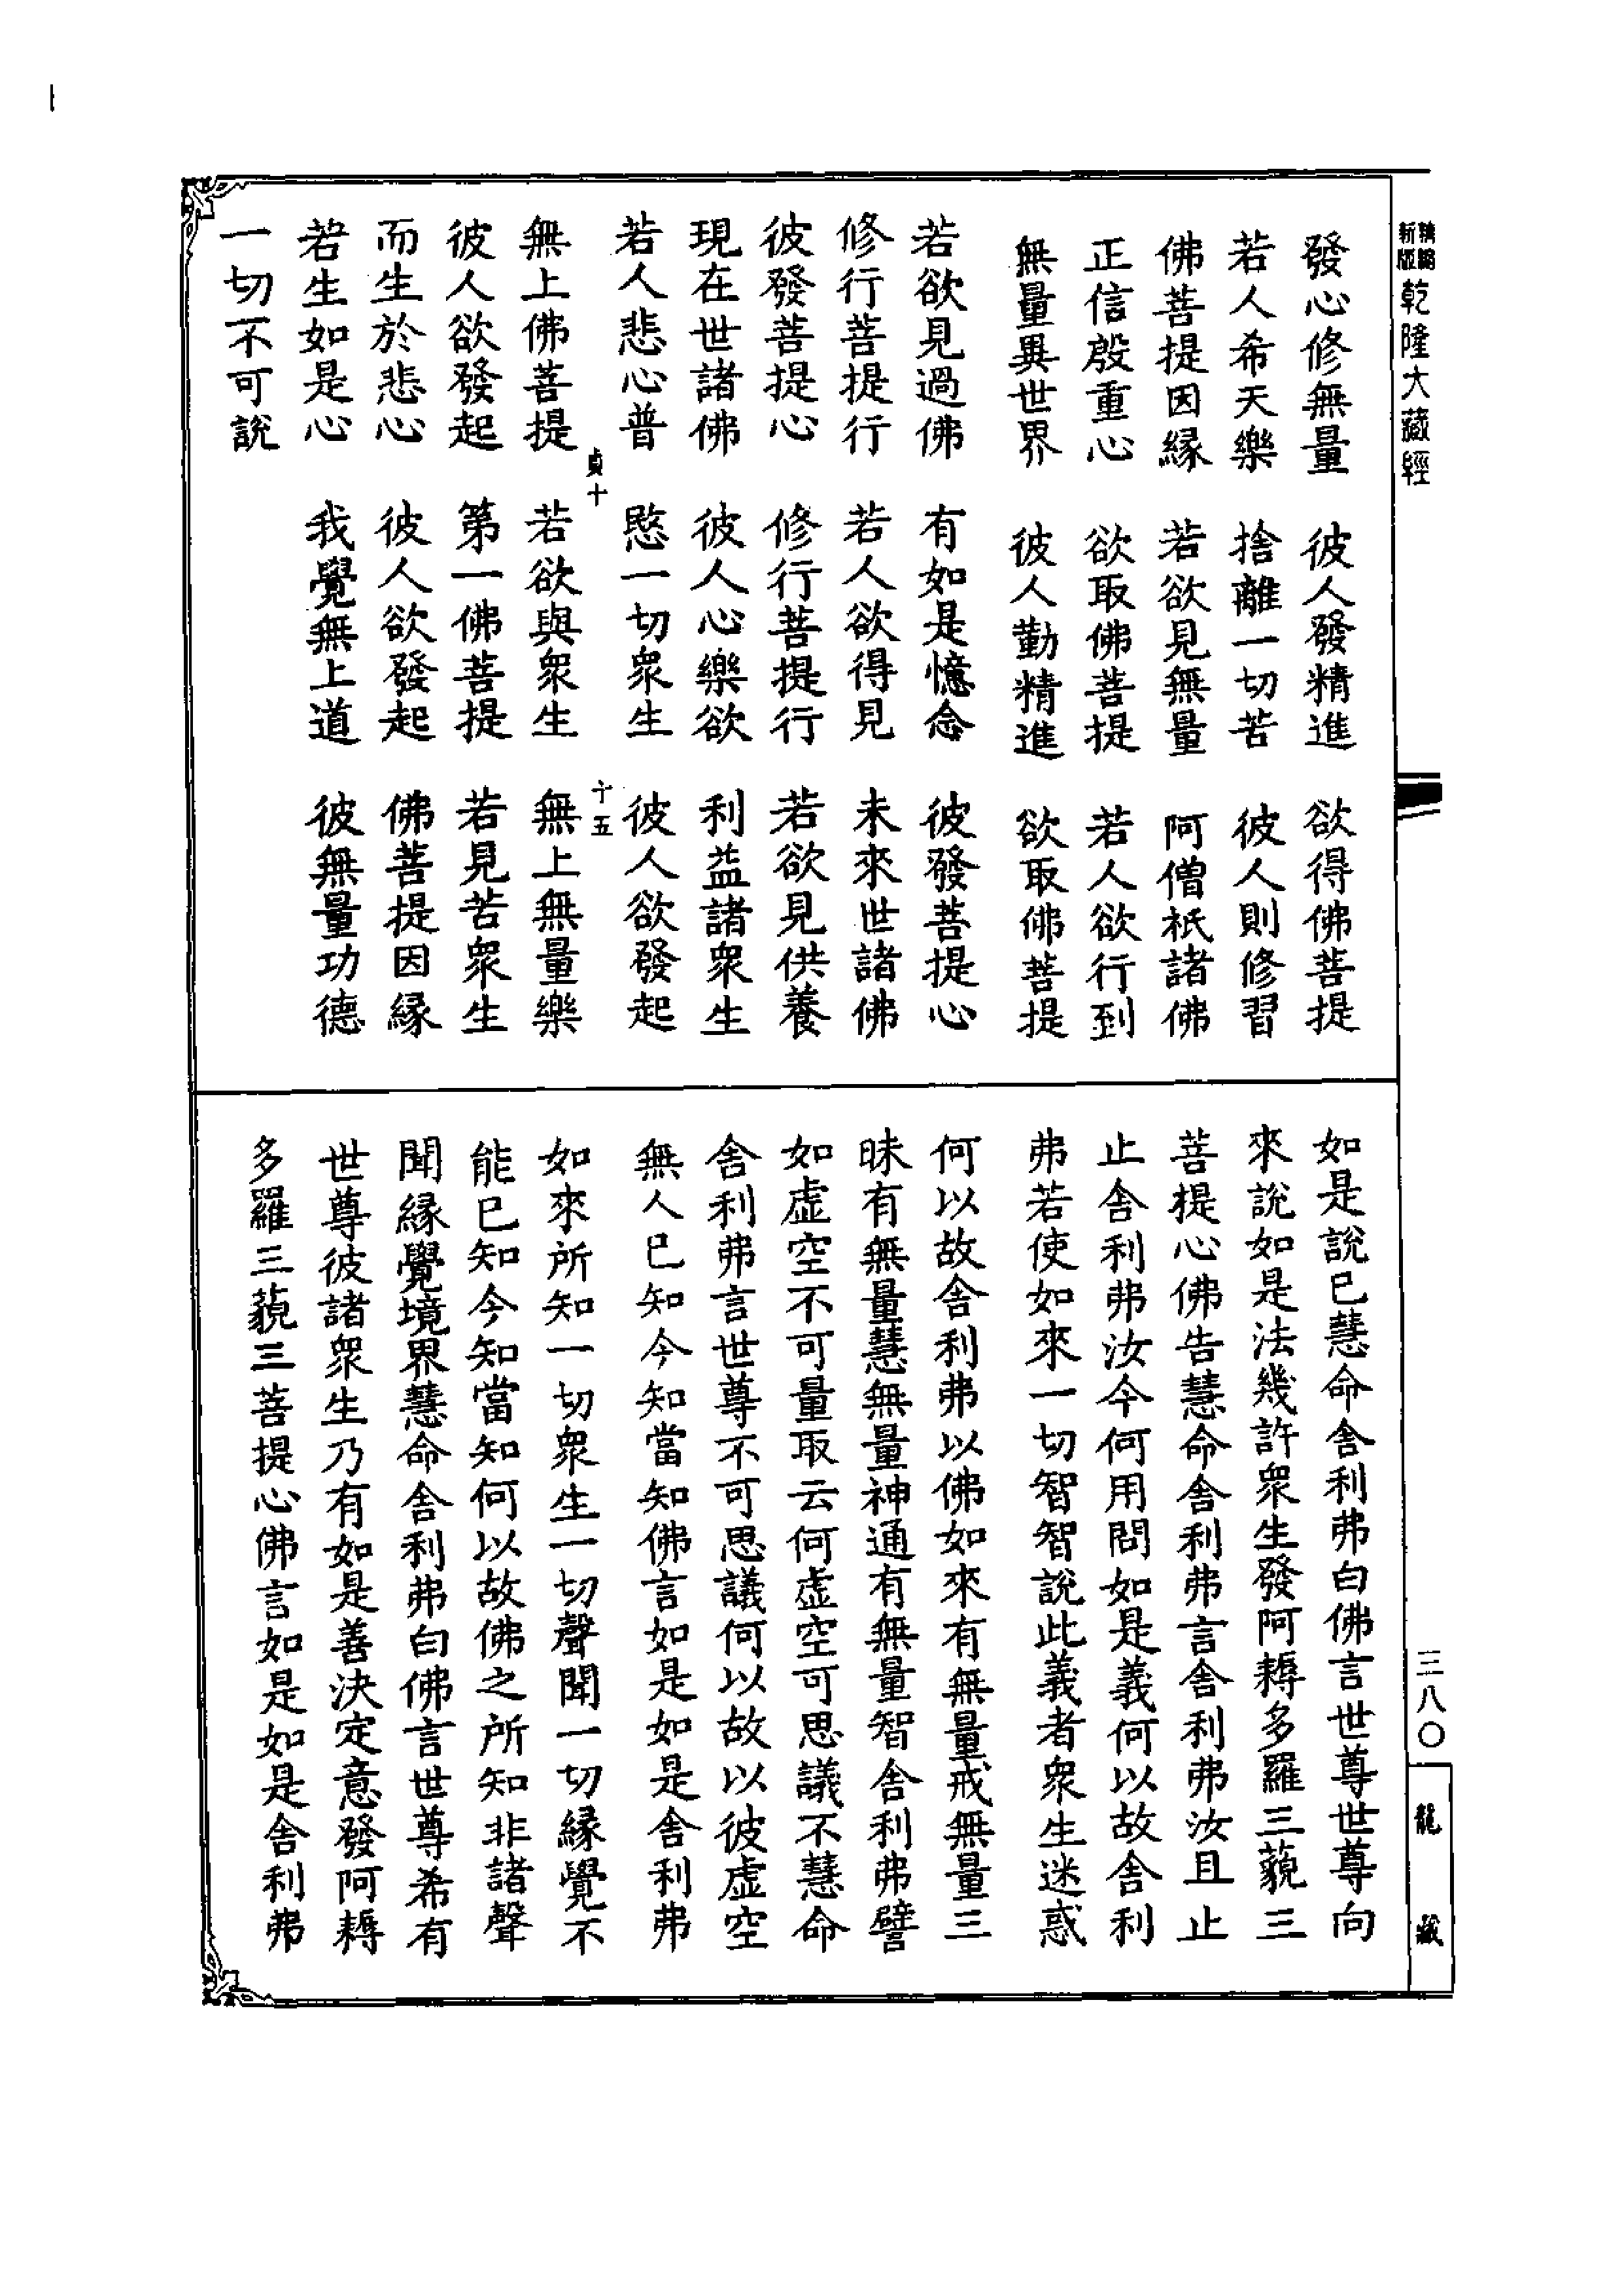 新版
精縮
乾隆大藏經
發心修無量　彼人發精進　欲得佛菩提
若人希天樂　捨離一切苦　彼人則修習
佛菩提因緣　若欲見無量　阿僧祇諸佛
正信殷重心　欲取佛菩提　若人欲行到
無量異世界　彼人勤精進　欲取佛菩提
若欲見過佛　有如是憶念　彼發菩提心
修行菩提行　若人欲得見　未來世諸佛
彼發菩提心　修行菩提行　若欲見供養
現在世諸佛　彼人心樂欲　利益諸衆生
若人悲心普　愍一切衆生　彼人欲發起
貞十　十五
無上佛菩提　若欲與衆生　無上無量樂
彼人欲發起　第一佛菩提　若見苦衆生
而生於悲心　彼人欲發起　佛菩提因緣
若生如是心　我覺無上道　彼無量功德
一切不可說
如是說已慧命舍利弗白佛言世尊世尊向
來說如是法幾許衆生發阿耨多羅三藐三
菩提心佛告慧命舍利弗言舍利弗汝且止
止舍利弗汝今何用問如是義何以故舍利
弗若使如來一切智智說此義者衆生迷惑
何以故舍利弗以佛如來有無量戒無量三
昧有無量慧無量神通有無量智舍利弗譬
如虛空不可量取云何虛空可思議不慧命
舍利弗言世尊不可思議何以故以彼虛空
無人已知今知當知佛言如是如是舍利弗
如來所知一切衆生一切聲聞一切緣覺不
能已知今知當知何以故佛之所知非諸聲
聞緣覺境界慧命舍利弗白佛言世尊希有
世尊彼諸衆生乃有如是善決定意發阿耨
多羅三藐三菩提心佛言如是如是舍利弗
三八〇
龍藏